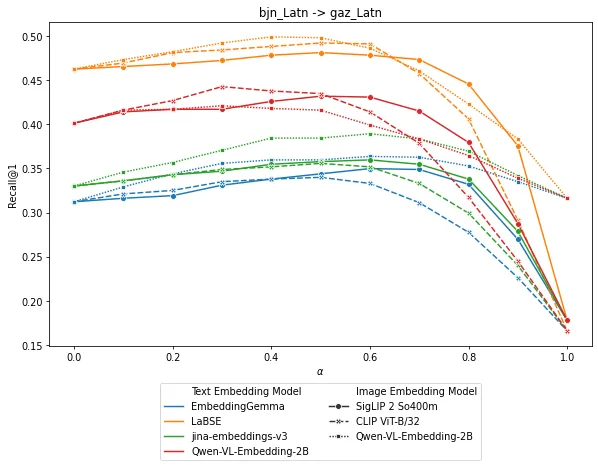 bjn_Latn -> gaz_Latn
0.50
0.45
0.40
0.35
0.30
0.25
0.20
0.15
Recall@1
0.0 0.2 0.4 0.6 0.8 1.0
α
Text Embedding Model
EmbeddingGemma
LaBSE
jina-embeddings-v3
Qwen-VL-Embedding-2B
Image Embedding Model
SigLIP 2 So400m
CLIP ViT-B/32
Qwen-VL-Embedding-2B